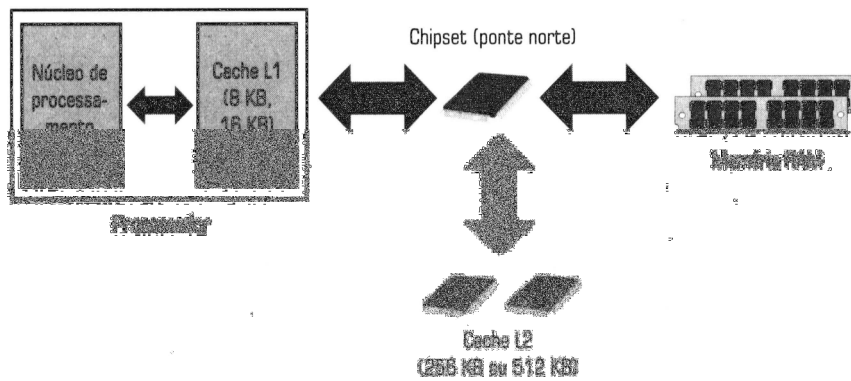 Chipset (ponte norte)
Núcleo de
processa-
mento
Cache L1
(8 KB,
16 KB)
Memória RAM
Processador
Cache L2
(256 KB ou 512 KB)